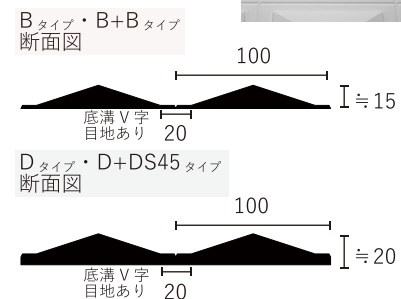 Bタイプ・B+Bタイプ
断面図
100
≒15
底溝V字
目地あり
20
Dタイプ・D+DS45タイプ
断面図
100
≒20
底溝V字
目地あり
20